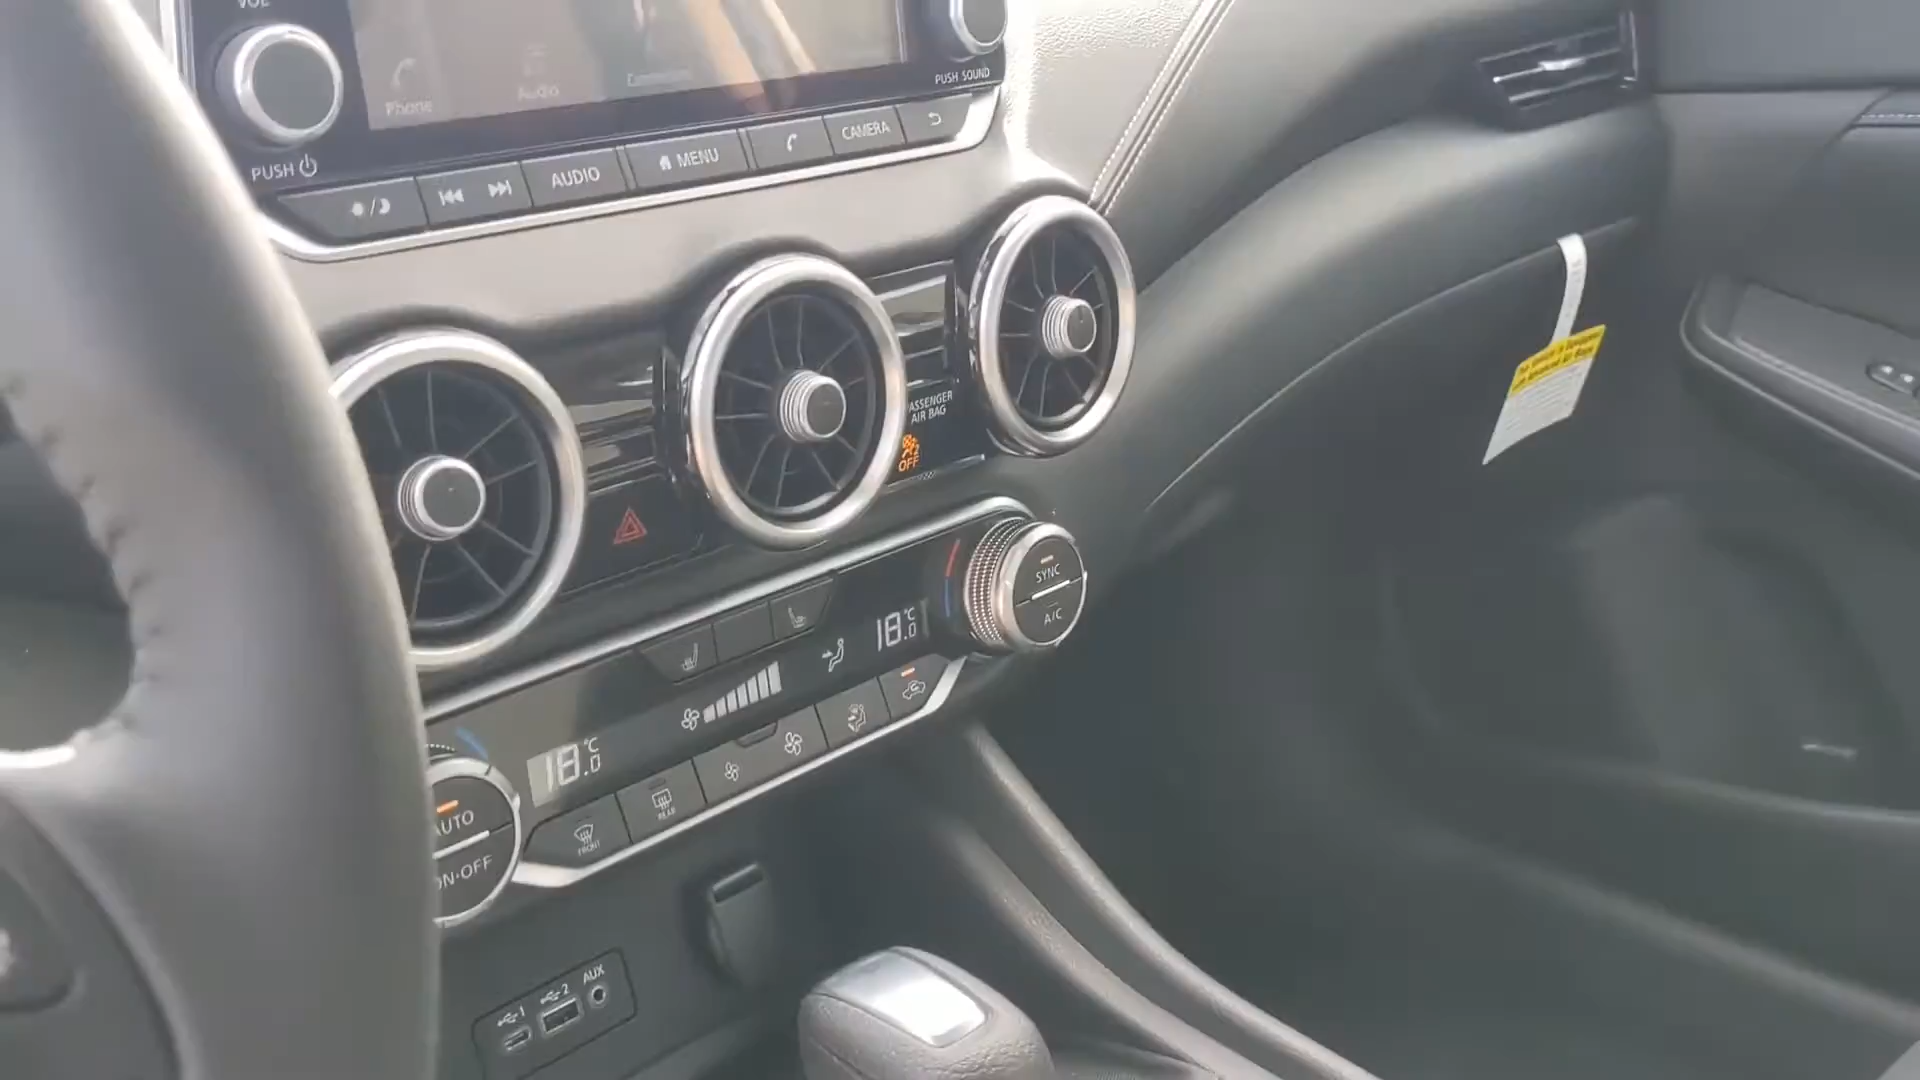 VOL
Phone
Audio
PUSH SOUND
PUSH
AUDIO
MENU
CAMERA
PASSENGER
AIR BAG
OFF
SYNC
A/C
18.0 °C
18.0 °C
AUTO
ON·OFF
FRONT
REAR
1
2
AUX